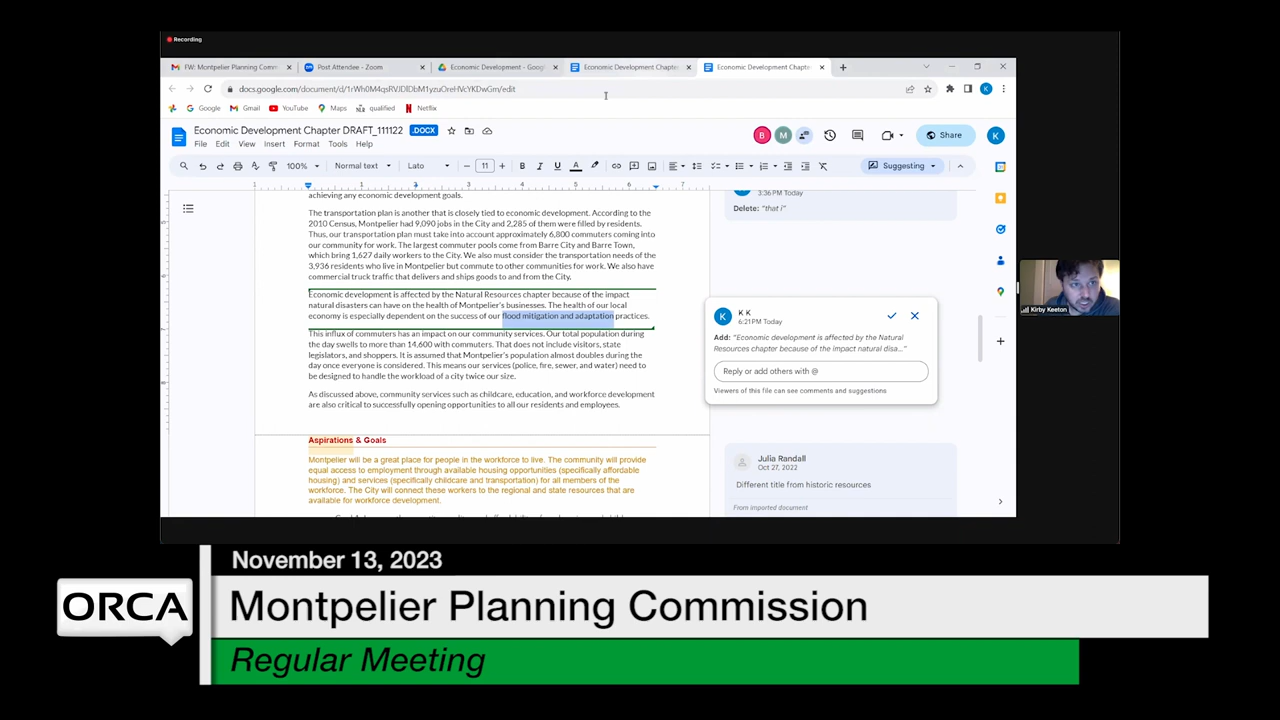 Recording
FW: Montpelier Planning Comm
Post Attendee - Zoom
Economic Development - Goog
Economic Development Chapter
Economic Development Chapte
docs.google.com/document/d/
/edit
Google
Gmail
YouTube
Maps
qualified
Netflix
Economic Development Chapter DRAFT_111122
.DOCX
File Edit View Insert Format Tools Help
Share
K
100%
Normal text
Lato
11
Suggesting
achieving any economic development goals.
The transportation plan is another that is closely tied to economic development. According to the
2010 Census, Montpelier had 9,090 jobs in the City and 2,285 of them were filled by residents.
Thus, our transportation plan must take into account approximately 6,800 commuters coming into
our community for work. The largest commuter pools come from Barre City and Barre Town,
which bring 1,627 daily workers to the City. We also must consider the transportation needs of the
3,936 residents who live in Montpelier but commute to other communities for work. We also have
commercial truck traffic that delivers and ships goods to and from the City.
Economic development is affected by the Natural Resources chapter because of the impact
natural disasters can have on the health of Montpelier's businesses. The health of our local
economy is especially dependent on the success of our flood mitigation and adaptation practices.
This influx of commuters has an impact on our community services. Our total population during
the day swells to more than 14,600 with commuters. That does not include visitors, state
legislators, and shoppers. It is assumed that Montpelier's population almost doubles during the
day once everyone is considered. This means our services (police, fire, sewer, and water) need to
be designed to handle the workload of a city twice our size.
As discussed above, community services such as childcare, education, and workforce development
are also critical to successfully opening opportunities to all our residents and employees.
Aspirations & Goals
Montpelier will be a great place for people in the workforce to live. The community will provide
equal access to employment through available housing opportunities (specifically affordable
housing) and services (specifically childcare and transportation) for all members of the
workforce. The City will connect these workers to the regional and state resources that are
available for workforce development.
3:36 PM Today
Delete: "that i"
K K
6:21 PM Today
Add: "Economic development is affected by the Natural
Resources chapter because of the impact natural disa..."
Reply or add others with @
Viewers of this file can see comments and suggestions
Julia Randall
Oct 27, 2022
Different title from historic resources
From imported document
Kirby Keeton
November 13, 2023
ORCA
Montpelier Planning Commission
Regular Meeting